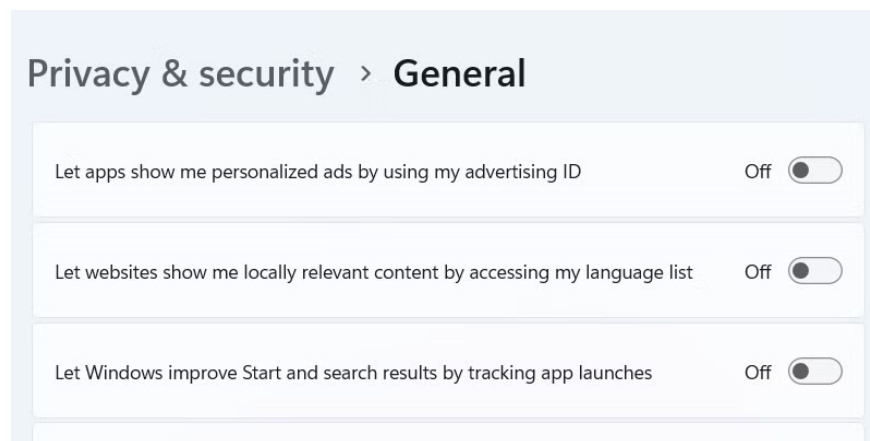 Privacy & security > General
Let apps show me personalized ads by using my advertising ID Off
Let websites show me locally relevant content by accessing my language list Off
Let Windows improve Start and search results by tracking app launches Off